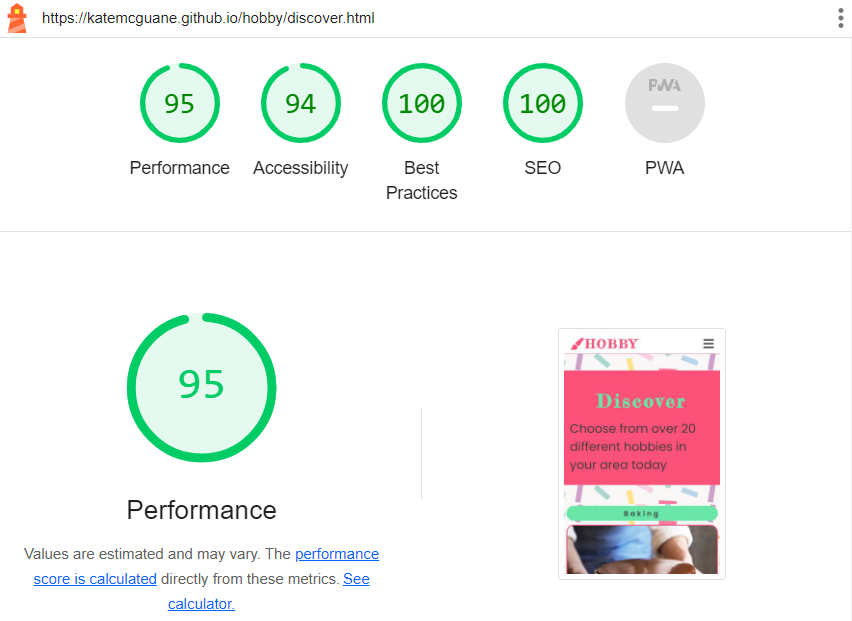 https://katemcguane.github.io/hobby/discover.html
95
94
100
100
PWA
Performance
Accessibility
Best
Practices
SEO
PWA
95
Performance
Values are estimated and may vary. The performance
score is calculated directly from these metrics. See
calculator.
HOBBY
Discover
Choose from over 20
different hobbies in
your area today
Baking